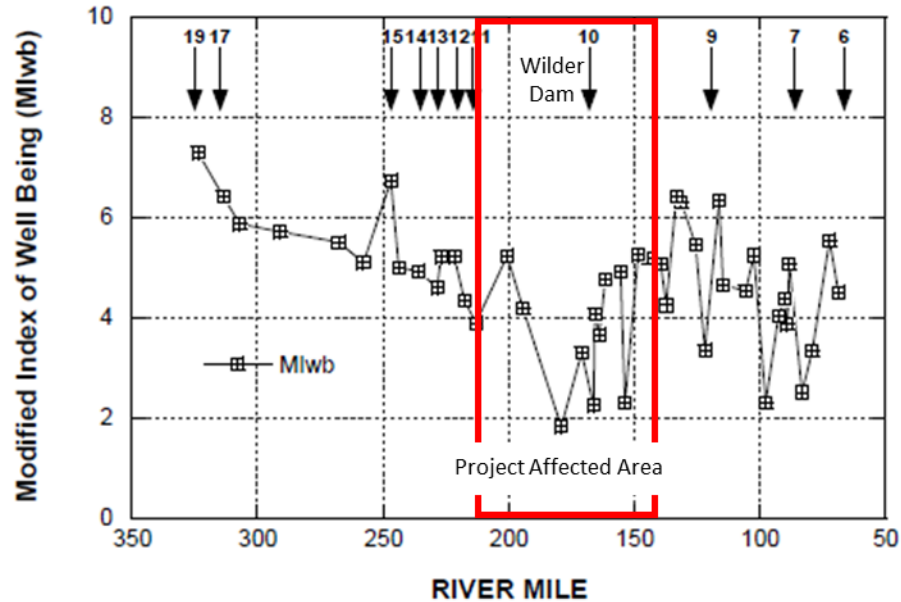 Modified Index of Well Being (MIwb)
10
8
6
4
2
0
19 17 15 14 13 12 11 10 9 7 6
Wilder
Dam
MIwb
Project Affected Area
350 300 250 200 150 100 50
RIVER MILE